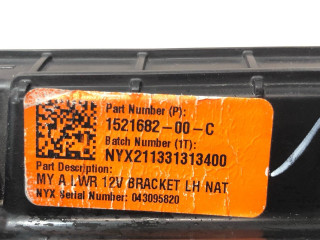 Part Number (P):
1521682-00-C
Batch Number (1T):
NYX211331313400
Part Description:
MY A LWR 12V BRACKET LH NAT
NYX Serial Number: 043095820